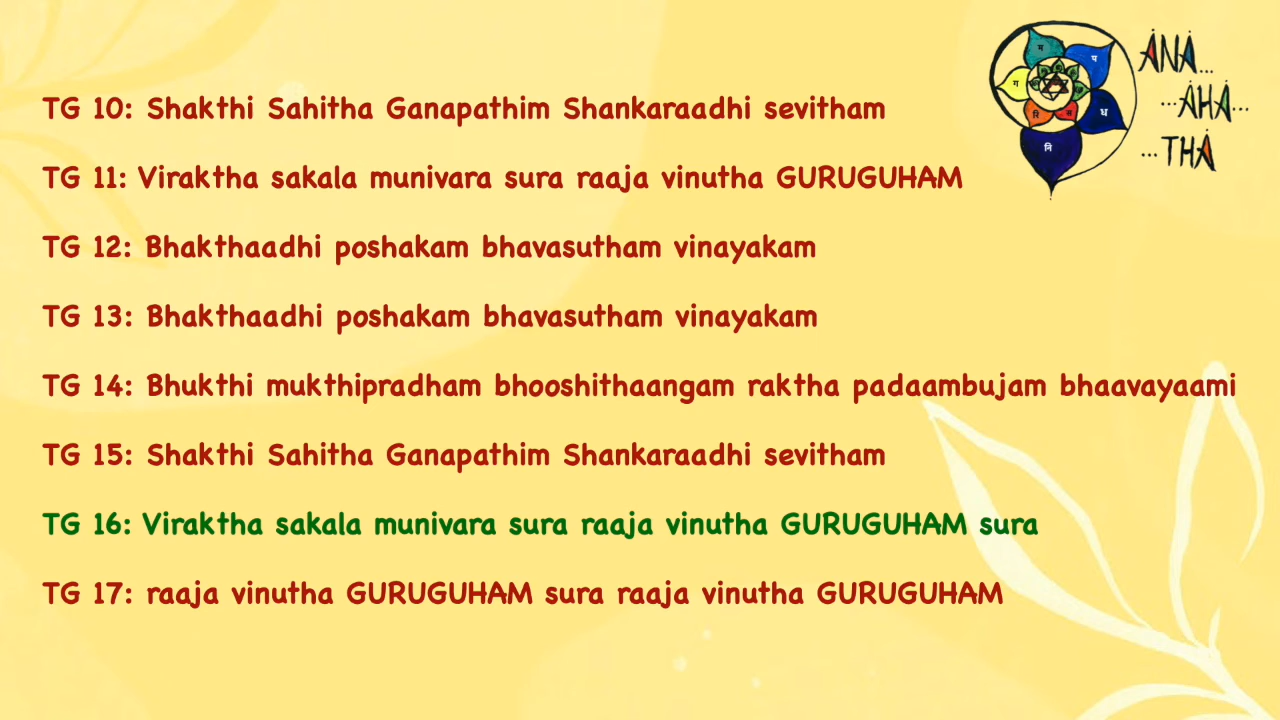 TG 10: Shakthi Sahitha Ganapathim Shankaraadhi sevitham
TG 11: Viraktha sakala munivara sura raaja vinutha GURUGUHAM
TG 12: Bhakthaadhi poshakam bhavasutham vinayakam
TG 13: Bhakthaadhi poshakam bhavasutham vinayakam
TG 14: Bhukthi mukthipradham bhooshithaangam raktha padaambujam bhaavayaami
TG 15: Shakthi Sahitha Ganapathim Shankaraadhi sevitham
TG 16: Viraktha sakala munivara sura raaja vinutha GURUGUHAM sura
TG 17: raaja vinutha GURUGUHAM sura raaja vinutha GURUGUHAM
ANA...
...AHA...
...THA
म
प
ग
ध
नि